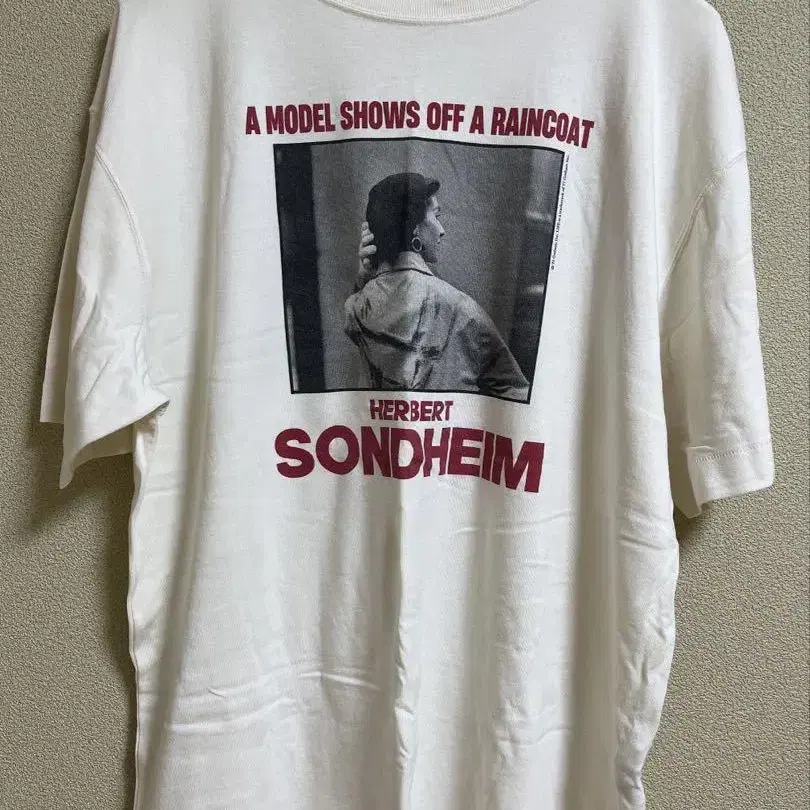 A MODEL SHOWS OFF A RAINCOAT
HERBERT
SONDHEIM